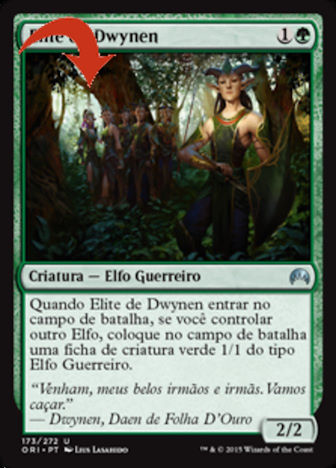 Elite de Dwynen 1
Criatura — Elfo Guerreiro
Quando Elite de Dwynen entrar no
campo de batalha, se você controlar
outro Elfo, coloque no campo de batalha
uma ficha de criatura verde 1/1 do tipo
Elfo Guerreiro.
“Venham, meus belos irmãos e irmãs. Vamos
caçar.”
— Dwynen, Daen de Folha D'Ouro
2/2
173/272 U
ORI • PT Lius Lasahido
™ & © 2015 Wizards of the Coast